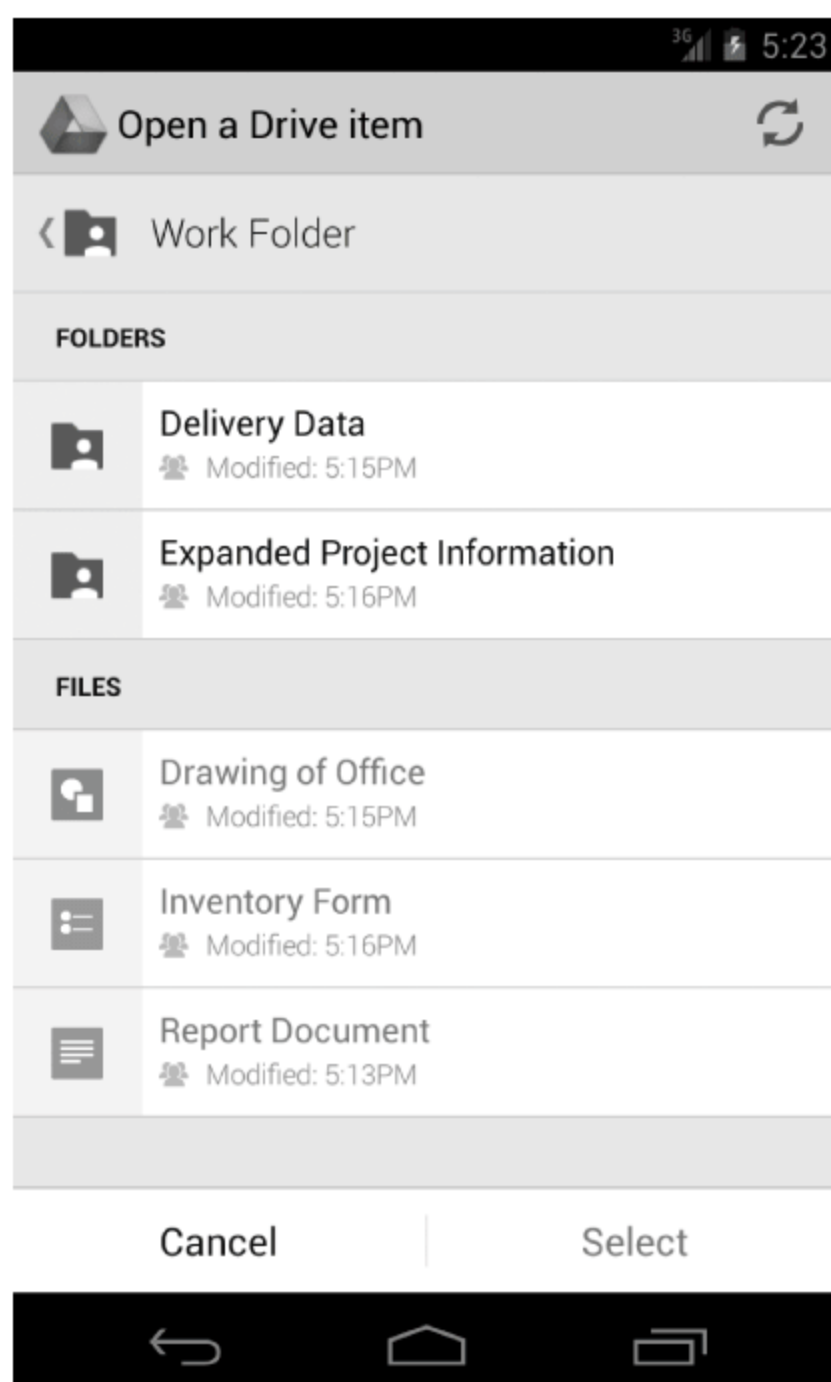 3G 5:23
Open a Drive item
Work Folder
FOLDERS
Delivery Data
Modified: 5:15PM
Expanded Project Information
Modified: 5:16PM
FILES
Drawing of Office
Modified: 5:15PM
Inventory Form
Modified: 5:16PM
Report Document
Modified: 5:13PM
Cancel Select